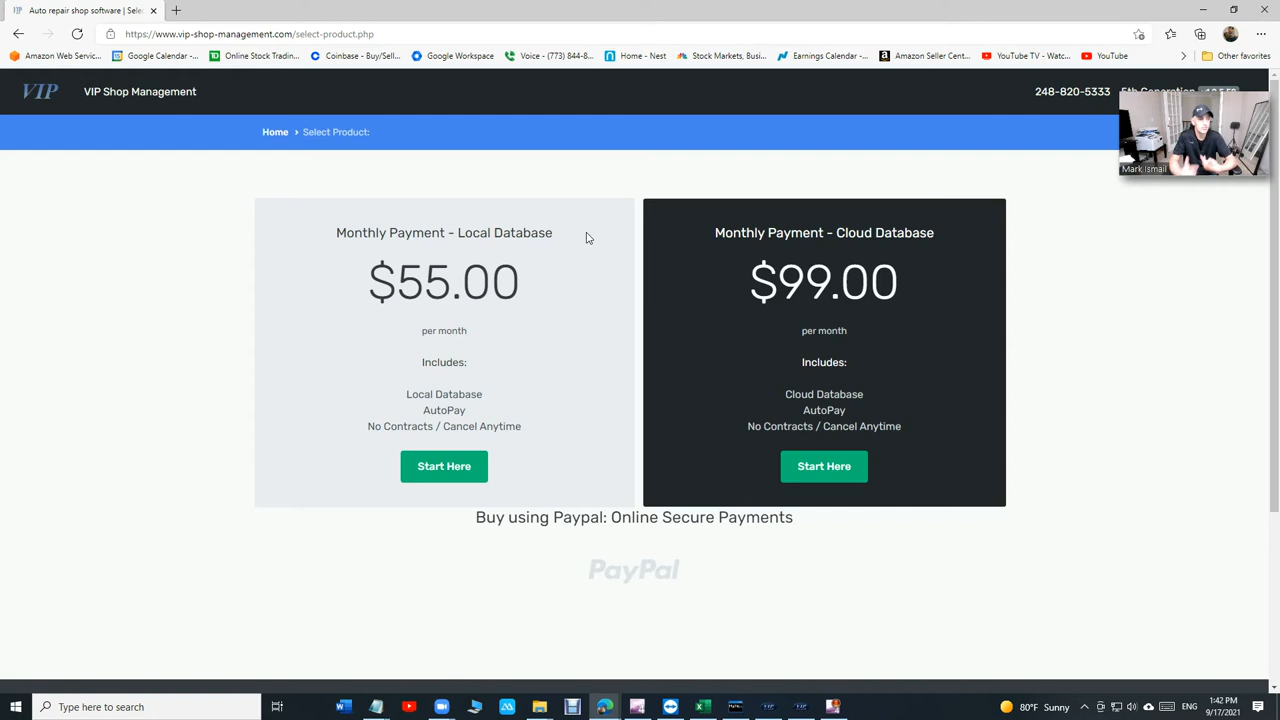 Auto repair shop software | Selec
https://www.vip-shop-management.com/select-product.php
Amazon Web Servic...
Google Calendar -...
Online Stock Tradin...
Coinbase - Buy/Sell...
Google Workspace
Voice - (773) 844-8...
Home - Nest
Stock Markets, Busi...
Earnings Calendar -...
Amazon Seller Cent...
YouTube TV - Watc...
YouTube
Other favorites
VIP
VIP Shop Management
248-820-5333
5th Generation
Home › Select Product:
Mark Ismail
Monthly Payment - Local Database
$55.00
per month
Includes:
Local Database
AutoPay
No Contracts / Cancel Anytime
Start Here
Monthly Payment - Cloud Database
$99.00
per month
Includes:
Cloud Database
AutoPay
No Contracts / Cancel Anytime
Start Here
Buy using Paypal: Online Secure Payments
PayPal
Type here to search
80°F Sunny
ENG
1:42 PM
9/17/2021